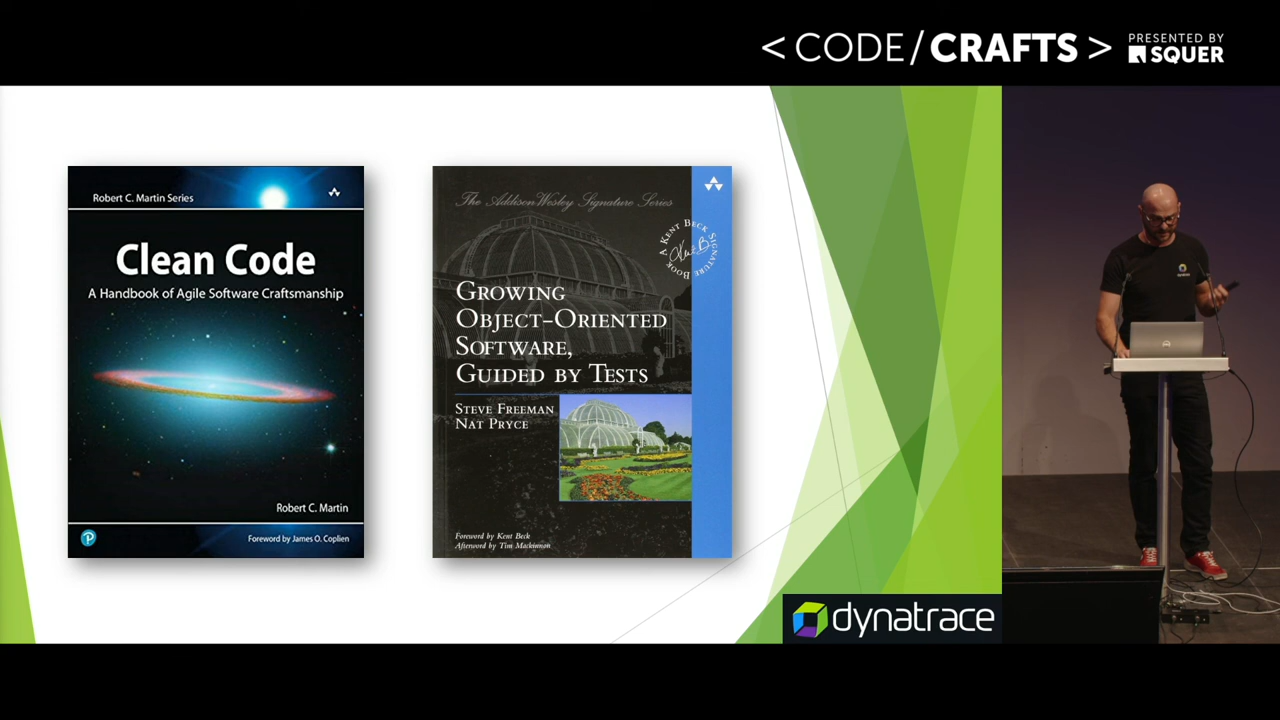 < CODE/CRAFTS >
PRESENTED BY
SQUER
Robert C. Martin Series
Clean Code
A Handbook of Agile Software Craftsmanship
Robert C. Martin
Foreword by James O. Coplien
The Addison Wesley Signature Series
A KENT BECK SIGNATURE BOOK
GROWING
OBJECT-ORIENTED
SOFTWARE,
GUIDED BY TESTS
STEVE FREEMAN
NAT PRYCE
Foreword by Kent Beck
Afterword by Tim Mackinnon
dynatrace